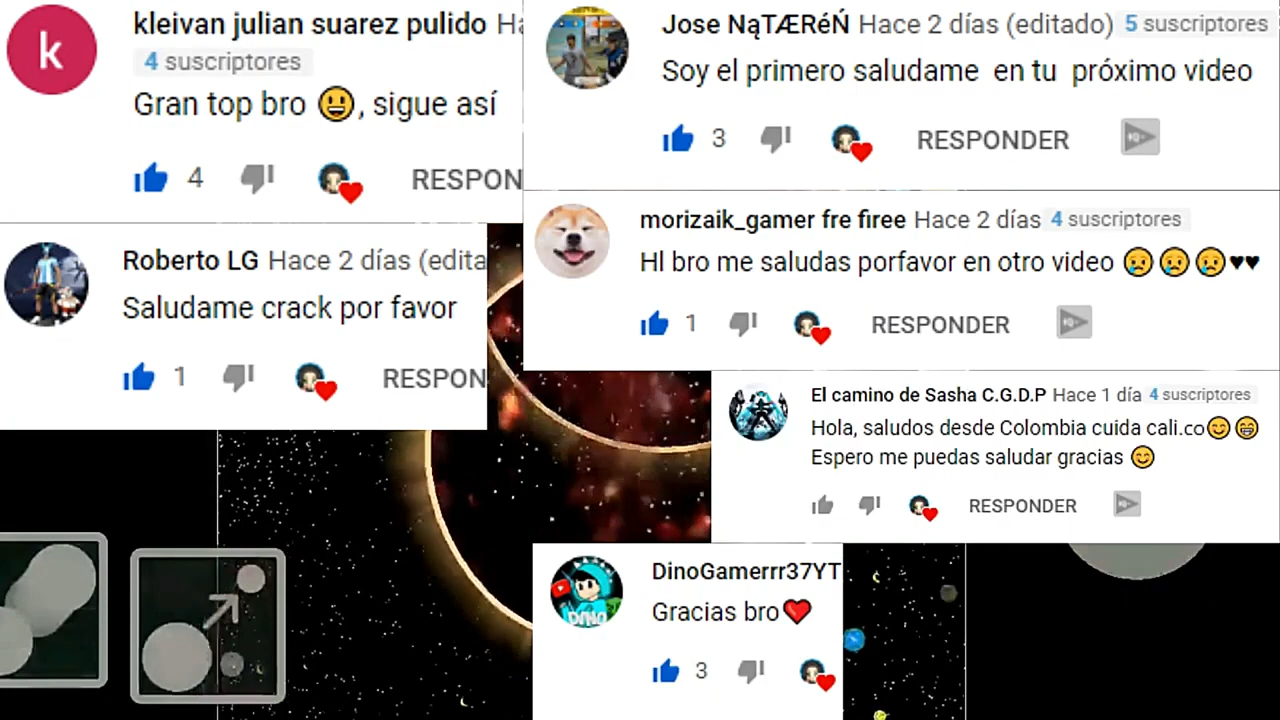 k
kleivan julian suarez pulido Ha
4 suscriptores
Gran top bro 😃, sigue así
4 RESPON
Jose NąTÆRéŃ Hace 2 días (editado) 5 suscriptores
Soy el primero saludame en tu próximo video
3 RESPONDER
Roberto LG Hace 2 días (edita
Saludame crack por favor
1 RESPON
morizaik_gamer fre firee Hace 2 días 4 suscriptores
Hl bro me saludas porfavor en otro video 😢😢😢♥♥
1 RESPONDER
El camino de Sasha C.G.D.P Hace 1 día 4 suscriptores
Hola, saludos desde Colombia cuida cali.co😊😁
Espero me puedas saludar gracias 😊
RESPONDER
DinoGamerrr37YT
DINO
Gracias bro❤
3